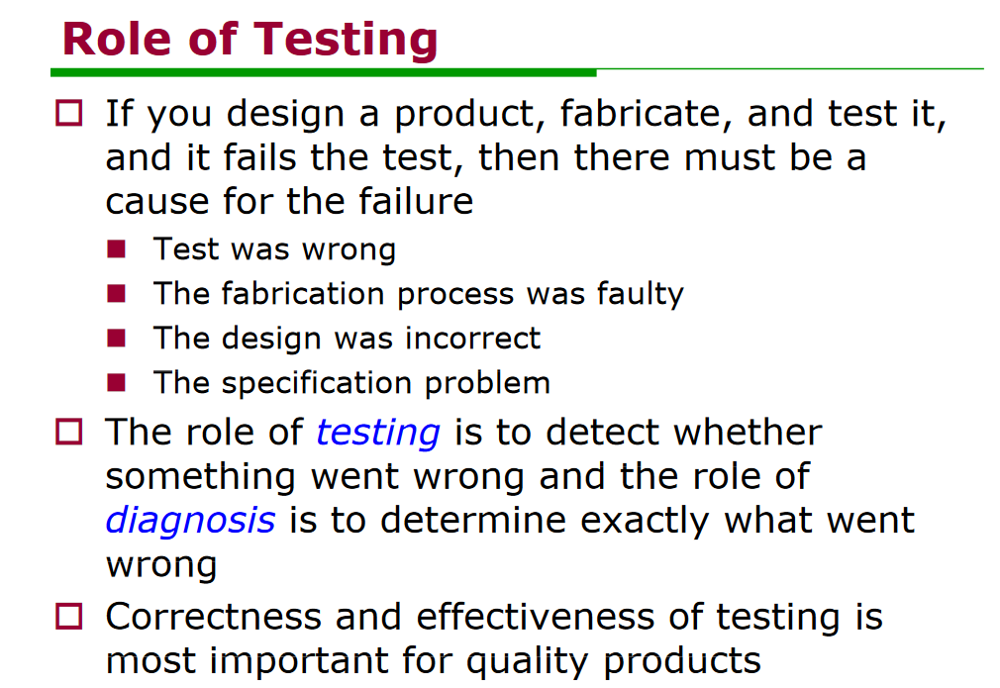 Role of Testing
If you design a product, fabricate, and test it,
and it fails the test, then there must be a
cause for the failure
Test was wrong
The fabrication process was faulty
The design was incorrect
The specification problem
The role of testing is to detect whether
something went wrong and the role of
diagnosis is to determine exactly what went
wrong
Correctness and effectiveness of testing is
most important for quality products